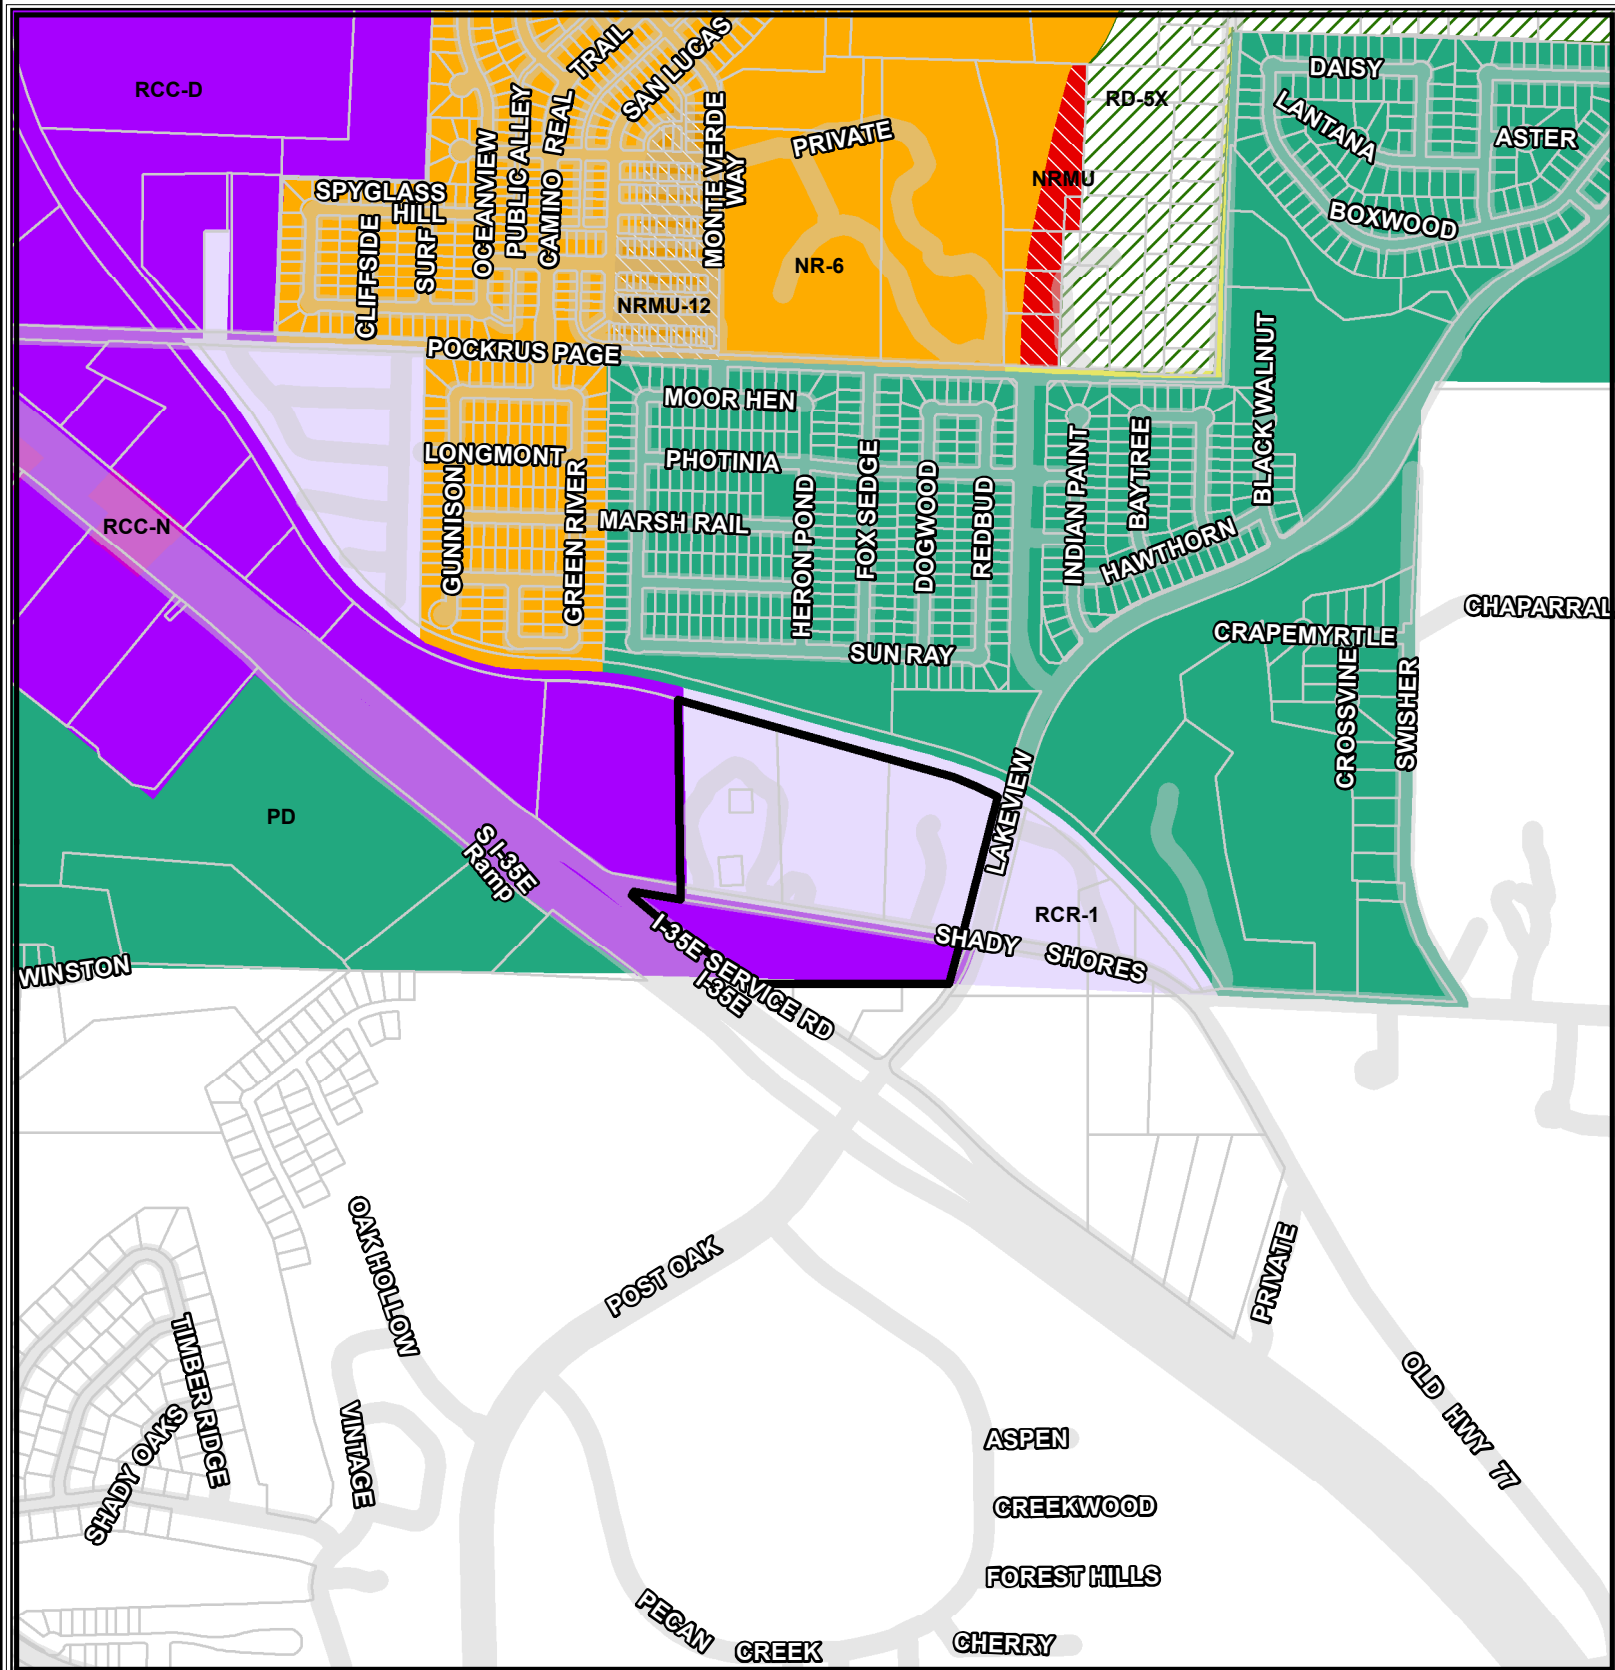 TRAIL
SAN LUCAS
DAISY
RCC-D
RD-5X
LANTANA
ASTER
PUBLIC ALLEY
CAMINO REAL
PRIVATE
OCEANVIEW
MONTE VERDE
WAY
NRMU
SPYGLASS
HILL
BOXWOOD
CLIFFSIDE
SURF
NR-6
NRMU-12
POCKRUS PAGE
BLACK WALNUT
MOOR HEN
LONGMONT
PHOTINIA
GUNNISON
GREEN RIVER
MARSH RAIL
HERON POND
FOX SEDGE
DOGWOOD
REDBUD
INDIAN PAINT
BAYTREE
HAWTHORN
RCC-N
CHAPARRAL
CRAPEMYRTLE
SUN RAY
CROSSVINE
SWISHER
LAKEVIEW
PD
S I-35E
Ramp
RCR-1
SHADY SHORES
I-35E SERVICE RD
I-35E
WINSTON
OAK HOLLOW
POST OAK
PRIVATE
TIMBER RIDGE
OLD HWY 77
SHADY OAKS
VINTAGE
ASPEN
CREEKWOOD
FOREST HILLS
PECAN CREEK
CHERRY